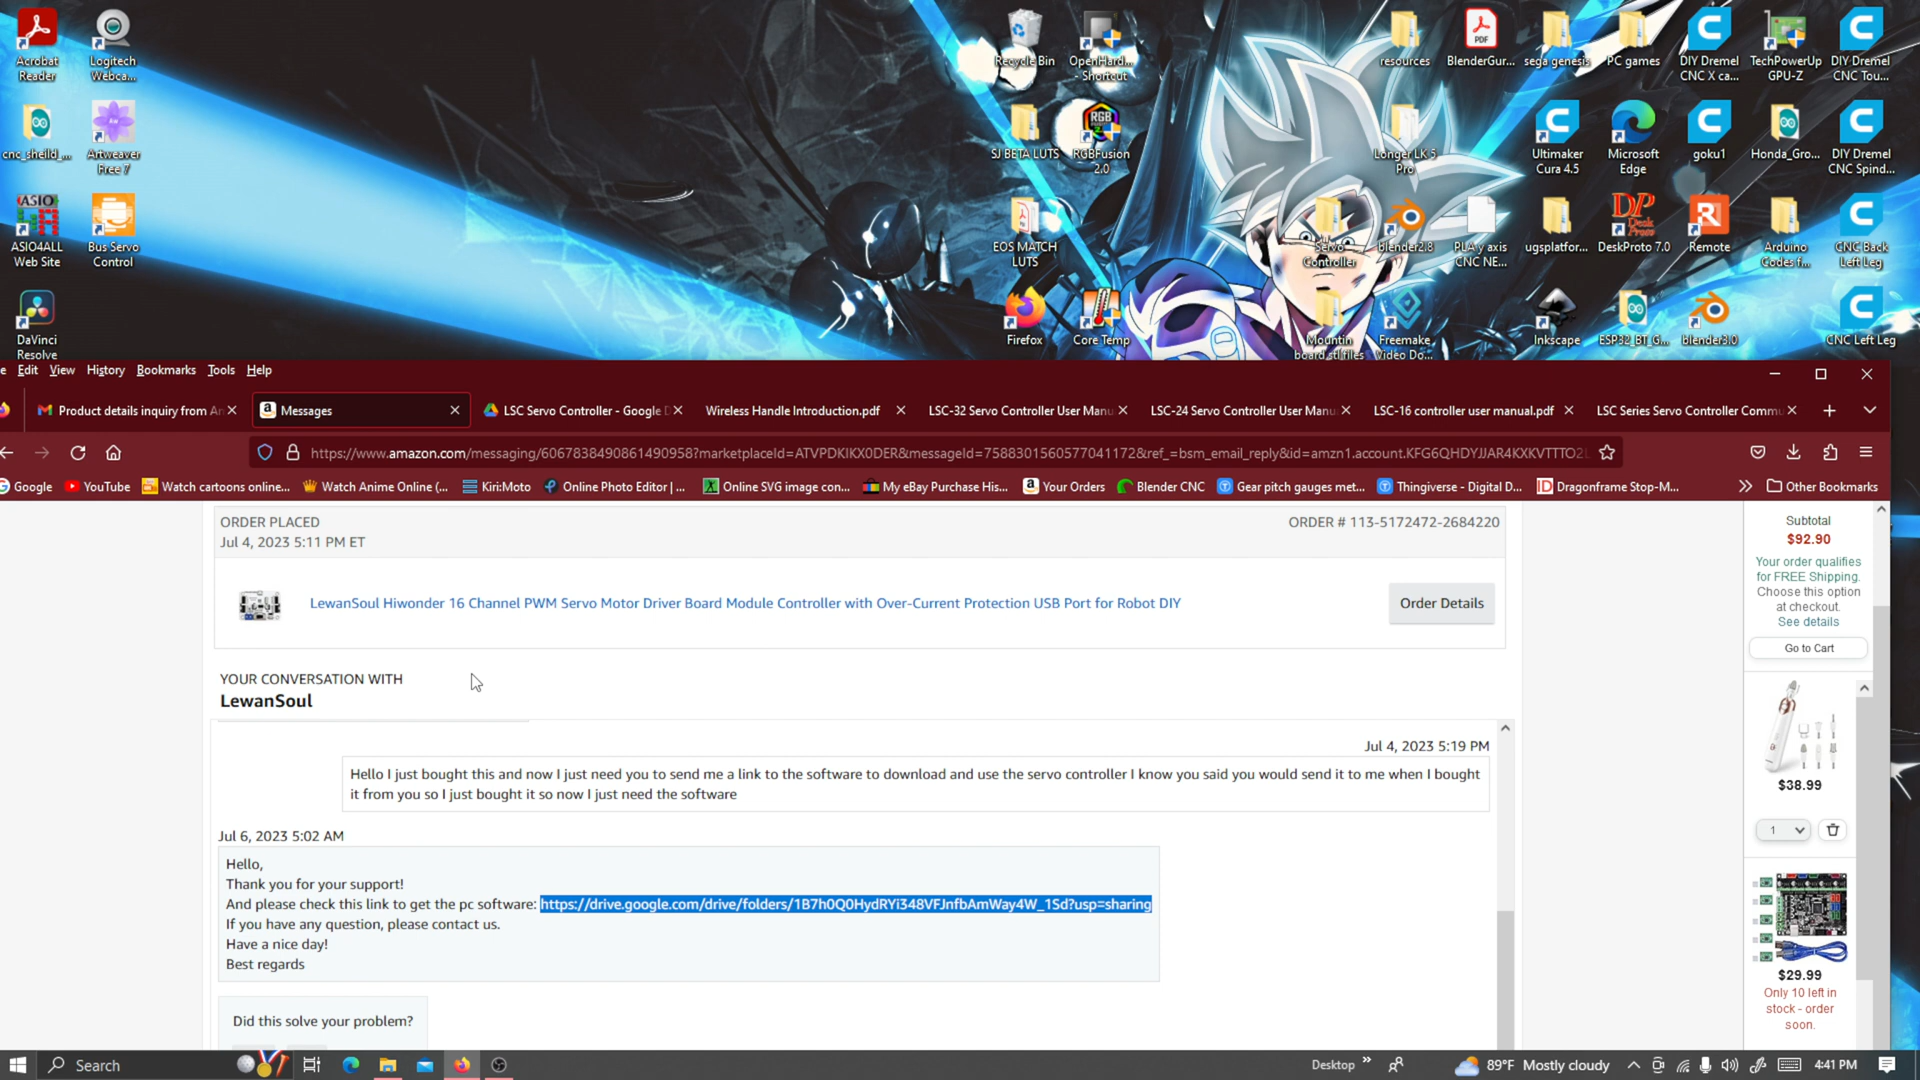 Acrobat Reader
Logitech Webca...
Recycle Bin
OpenHard... - Shortcut
resources
BlenderGur...
sega genesis
PC games
DIY Dremel CNC X ca...
TechPowerUp GPU-Z
DIY Dremel CNC Tou...
cnc_sheild_...
Artweaver Free 7
SJ BETA LUTS
RGBFusion 2.0
Longer LK 5 Pro
Ultimaker Cura 4.5
Microsoft Edge
goku1
Honda_Gro...
DIY Dremel CNC Spind...
ASIO4ALL Web Site
Bus Servo Control
EOS MATCH LUTS
Servo Controller
blender2.8
PLA y axis CNC NE...
ugsplatfor...
DeskProto 7.0
Remote
Arduino Codes f...
CNC Back Left Leg
DaVinci Resolve
Firefox
Core Temp
Mountin board stl files
Freemake Video Do...
Inkscape
ESP32_BT_G...
blender3.0
CNC Left Leg
Edit View History Bookmarks Tools Help
Product details inquiry from Am
Messages
LSC Servo Controller - Google D
Wireless Handle Introduction.pdf
LSC-32 Servo Controller User Manu
LSC-24 Servo Controller User Manu
LSC-16 controller user manual.pdf
LSC Series Servo Controller Commu
https://www.amazon.com/messaging/6067838490861490958?marketplaceId=ATVPDKIKX0DER&messageId=7588301560577041172&ref_=bsm_email_reply&id=amzn1.account.KFG6QHDYJJAR4KXKVTTTO2L
Google YouTube Watch cartoons online... Watch Anime Online (... Kiri:Moto Online Photo Editor | ... Online SVG image con... My eBay Purchase His... Your Orders Blender CNC Gear pitch gauges met... Thingiverse - Digital D... Dragonframe Stop-M... Other Bookmarks
ORDER PLACED
Jul 4, 2023 5:11 PM ET
ORDER # 113-5172472-2684220
LewanSoul Hiwonder 16 Channel PWM Servo Motor Driver Board Module Controller with Over-Current Protection USB Port for Robot DIY
Order Details
YOUR CONVERSATION WITH
LewanSoul
Jul 4, 2023 5:19 PM
Hello I just bought this and now I just need you to send me a link to the software to download and use the servo controller I know you said you would send it to me when I bought
it from you so I just bought it so now I just need the software
Jul 6, 2023 5:02 AM
Hello,
Thank you for your support!
And please check this link to get the pc software: https://drive.google.com/drive/folders/1B7h0Q0HydRYi348VFJnfbAmWay4W_1Sd?usp=sharing
If you have any question, please contact us.
Have a nice day!
Best regards
Did this solve your problem?
Subtotal
$92.90
Your order qualifies
for FREE Shipping.
Choose this option
at checkout.
See details
Go to Cart
$38.99
1
$29.99
Only 10 left in
stock - order
soon.
Search
Desktop
89°F Mostly cloudy
4:41 PM